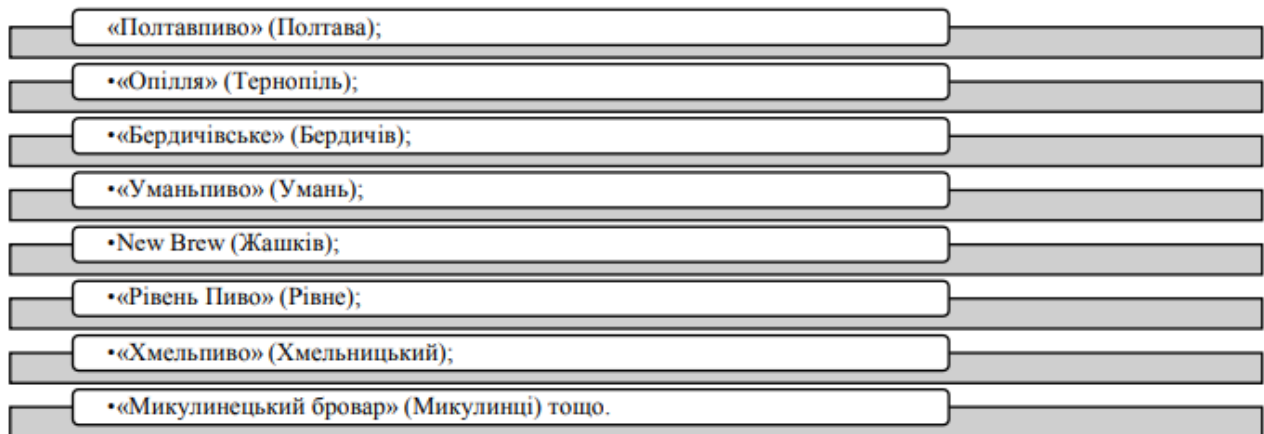 «Полтавпиво» (Полтава);
•«Опілля» (Тернопіль);
•«Бердичівське» (Бердичів);
•«Уманьпиво» (Умань);
•New Brew (Жашків);
•«Рівень Пиво» (Рівне);
•«Хмельпиво» (Хмельницький);
•«Микулинецький бровар» (Микулинці) тощо.